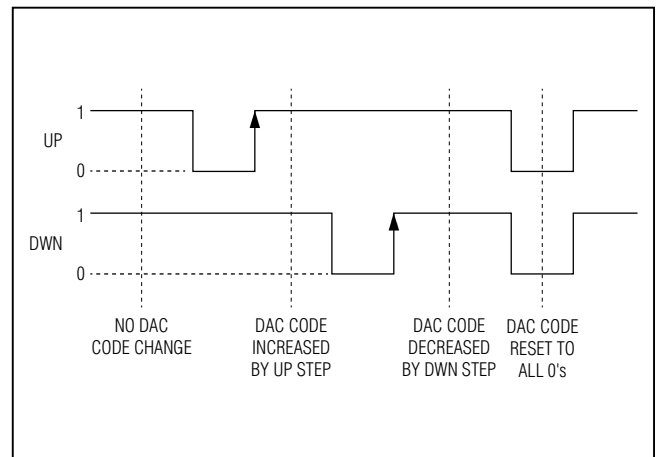 1
UP
0
1
DWN
0
NO DAC
CODE CHANGE
DAC CODE
INCREASED
BY UP STEP
DAC CODE
DECREASED
BY DWN STEP
DAC CODE
RESET TO
ALL 0's